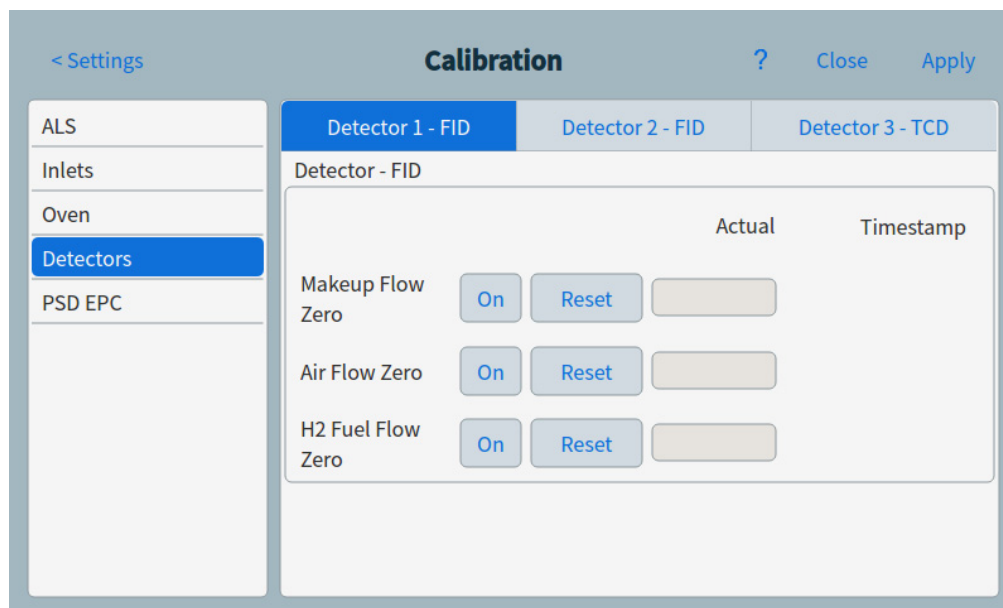 < Settings
Calibration
?
Close
Apply
ALS
Inlets
Oven
Detectors
PSD EPC
Detector 1 - FID
Detector 2 - FID
Detector 3 - TCD
Detector - FID
Actual
Timestamp
Makeup Flow
Zero
On
Reset
Air Flow Zero
On
Reset
H2 Fuel Flow
Zero
On
Reset